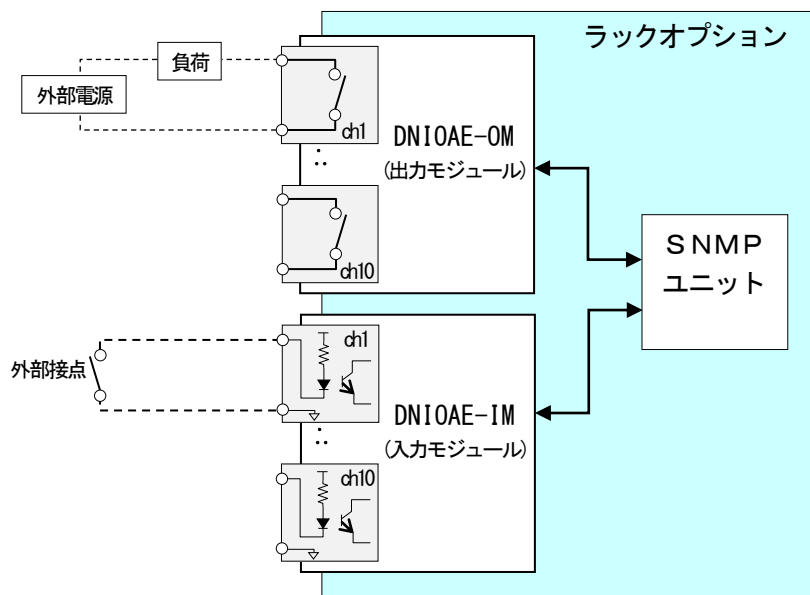 ラックオプション
負荷
外部電源
ch1
DNIOAE-OM
(出力モジュール)
ch10
SNMP
ユニット
ch1
外部接点
DNIOAE-IM
(入力モジュール)
ch10